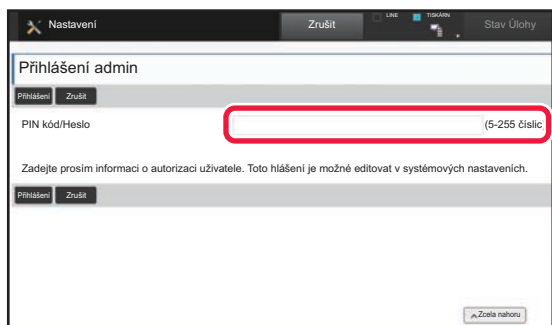 Nastavení Zrušit LINE TISKÁRN Stav Úlohy
Přihlášení admin
Přihlášení Zrušit
PIN kód/Heslo (5-255 číslic
Zadejte prosím informaci o autorizaci uživatele. Toto hlášení je možné editovat v systémových nastaveních.
Přihlášení Zrušit
Zcela nahoru